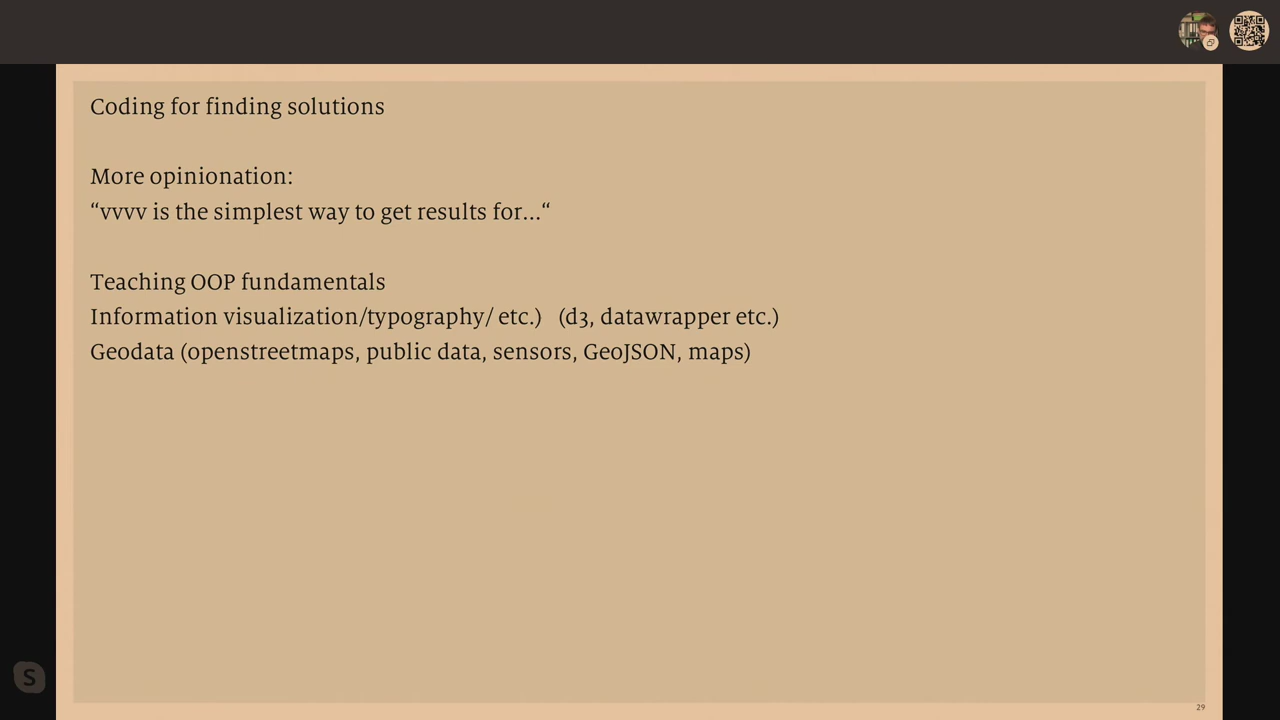 Coding for finding solutions
More opinionation:
“vvvv is the simplest way to get results for...“
Teaching OOP fundamentals
Information visualization/typography/ etc.)   (d3, datawrapper etc.)
Geodata (openstreetmaps, public data, sensors, GeoJSON, maps)
S
29